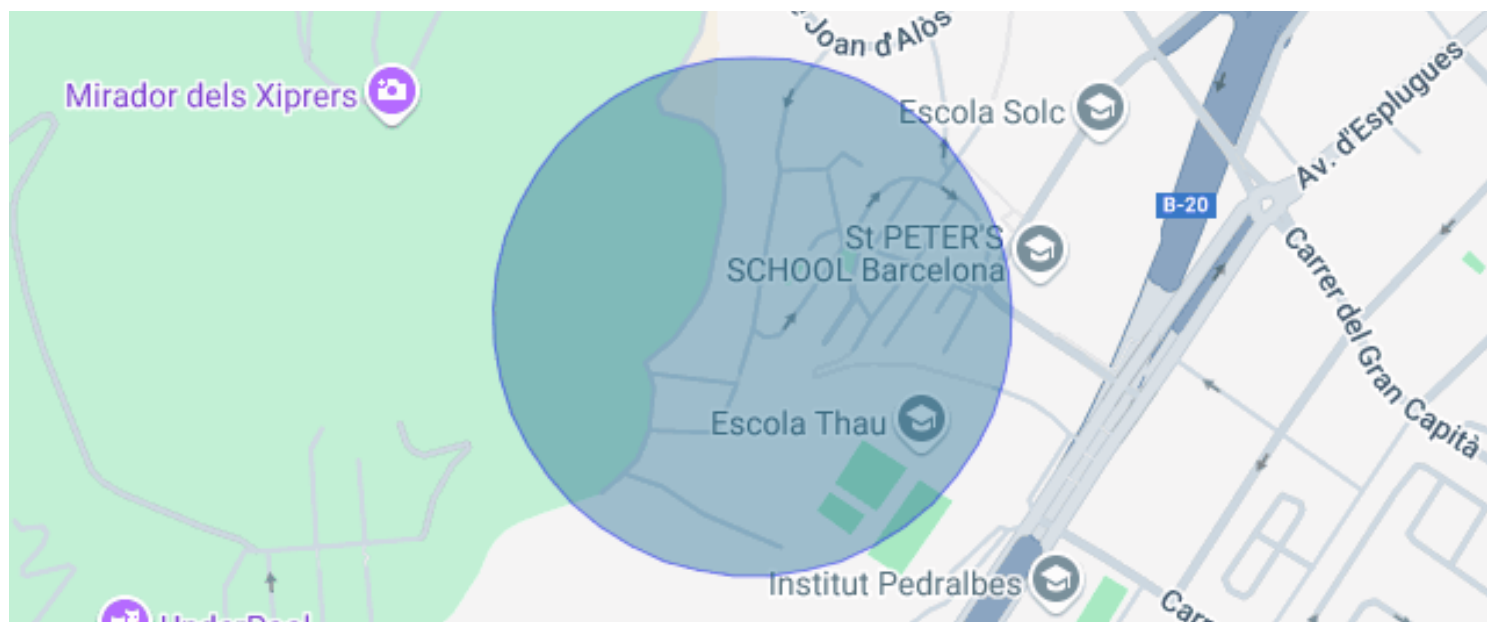 Joan d'Alòs
Mirador dels Xiprers
Escola Solc
Av. d'Esplugues
B-20
St PETER'S
SCHOOL Barcelona
Carrer del Gran Capità
Escola Thau
Institut Pedralbes